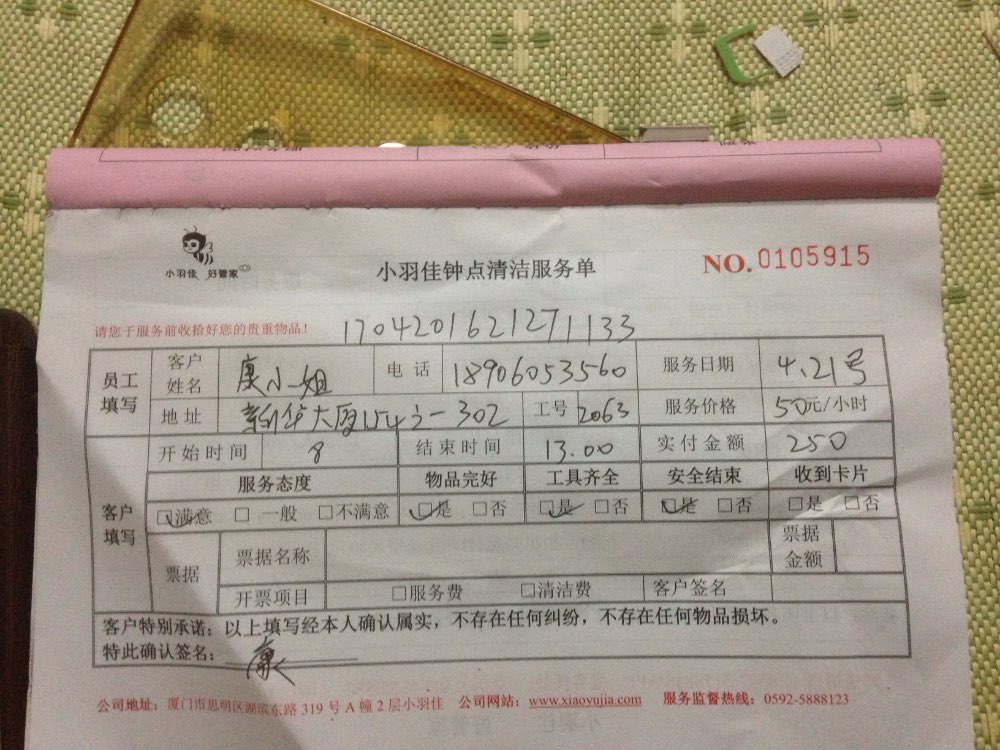 小羽佳 好管家
小羽佳钟点清洁服务单
NO.0105915
请您于服务前收拾好您的贵重物品!
1704201621271133
员工填写 客户姓名 康小姐 电话 18906053560 服务日期 4.21号
地址 新华大厦154之一302 工号 2063 服务价格 50元/小时
客户填写 开始时间 8 结束时间 13.00 实付金额 250
服务态度 物品完好 工具齐全 安全结束 收到卡片
☑满意 □一般 □不满意 ☑是 □否 ☑是 □否 ☑是 □否 □是 □否
票据 票据名称 票据金额
开票项目 □服务费 □清洁费 客户签名
客户特别承诺:以上填写经本人确认属实,不存在任何纠纷,不存在任何物品损坏。
特此确认签名: 康
公司地址:厦门市思明区湖滨东路 319 号 A 幢 2 层小羽佳 公司网站:www.xiaoyujia.com 服务监督热线:0592-5888123